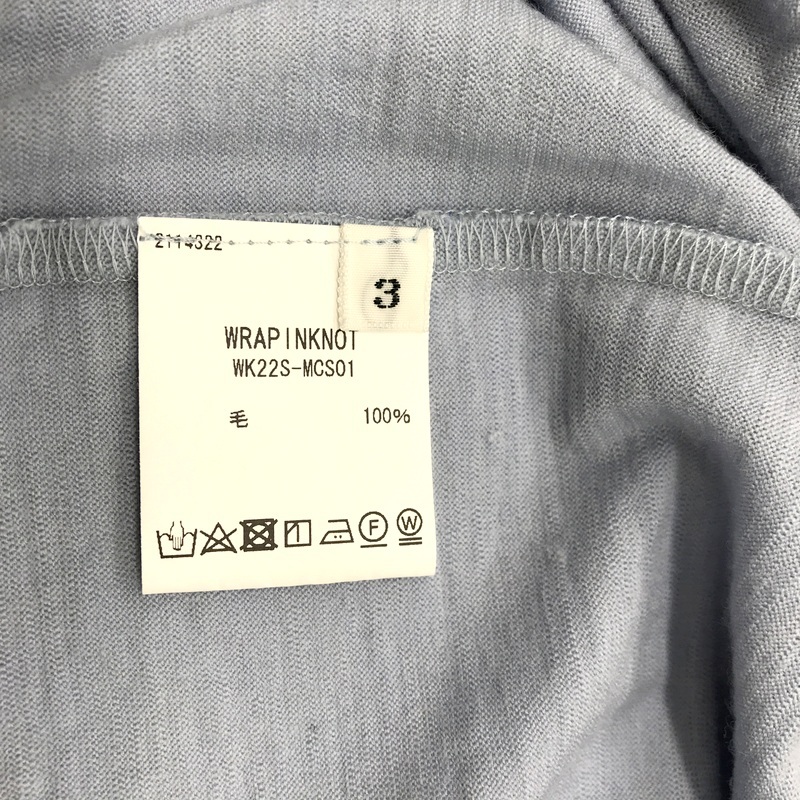 2114322
3
WRAPINKNOT
WK22S-MCS01
毛 100%
F W